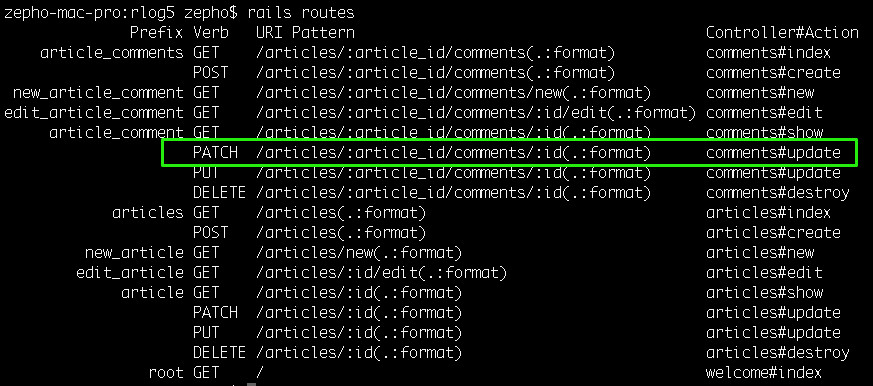 zepho-mac-pro:rlog5 zepho$ rails routes
Prefix Verb URI Pattern Controller#Action
article_comments GET /articles/:article_id/comments(.:format) comments#index
POST /articles/:article_id/comments(.:format) comments#create
new_article_comment GET /articles/:article_id/comments/new(.:format) comments#new
edit_article_comment GET /articles/:article_id/comments/:id/edit(.:format) comments#edit
article_comment GET /articles/:article_id/comments/:id(.:format) comments#show
PATCH /articles/:article_id/comments/:id(.:format) comments#update
PUT /articles/:article_id/comments/:id(.:format) comments#update
DELETE /articles/:article_id/comments/:id(.:format) comments#destroy
articles GET /articles(.:format) articles#index
POST /articles(.:format) articles#create
new_article GET /articles/new(.:format) articles#new
edit_article GET /articles/:id/edit(.:format) articles#edit
article GET /articles/:id(.:format) articles#show
PATCH /articles/:id(.:format) articles#update
PUT /articles/:id(.:format) articles#update
DELETE /articles/:id(.:format) articles#destroy
root GET / welcome#index